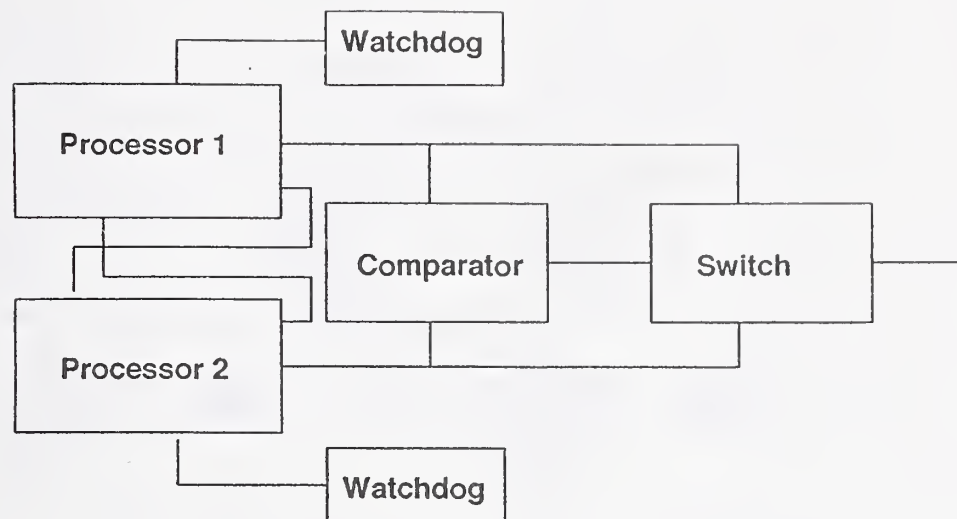 Watchdog
Processor 1
Comparator
Switch
Processor 2
Watchdog